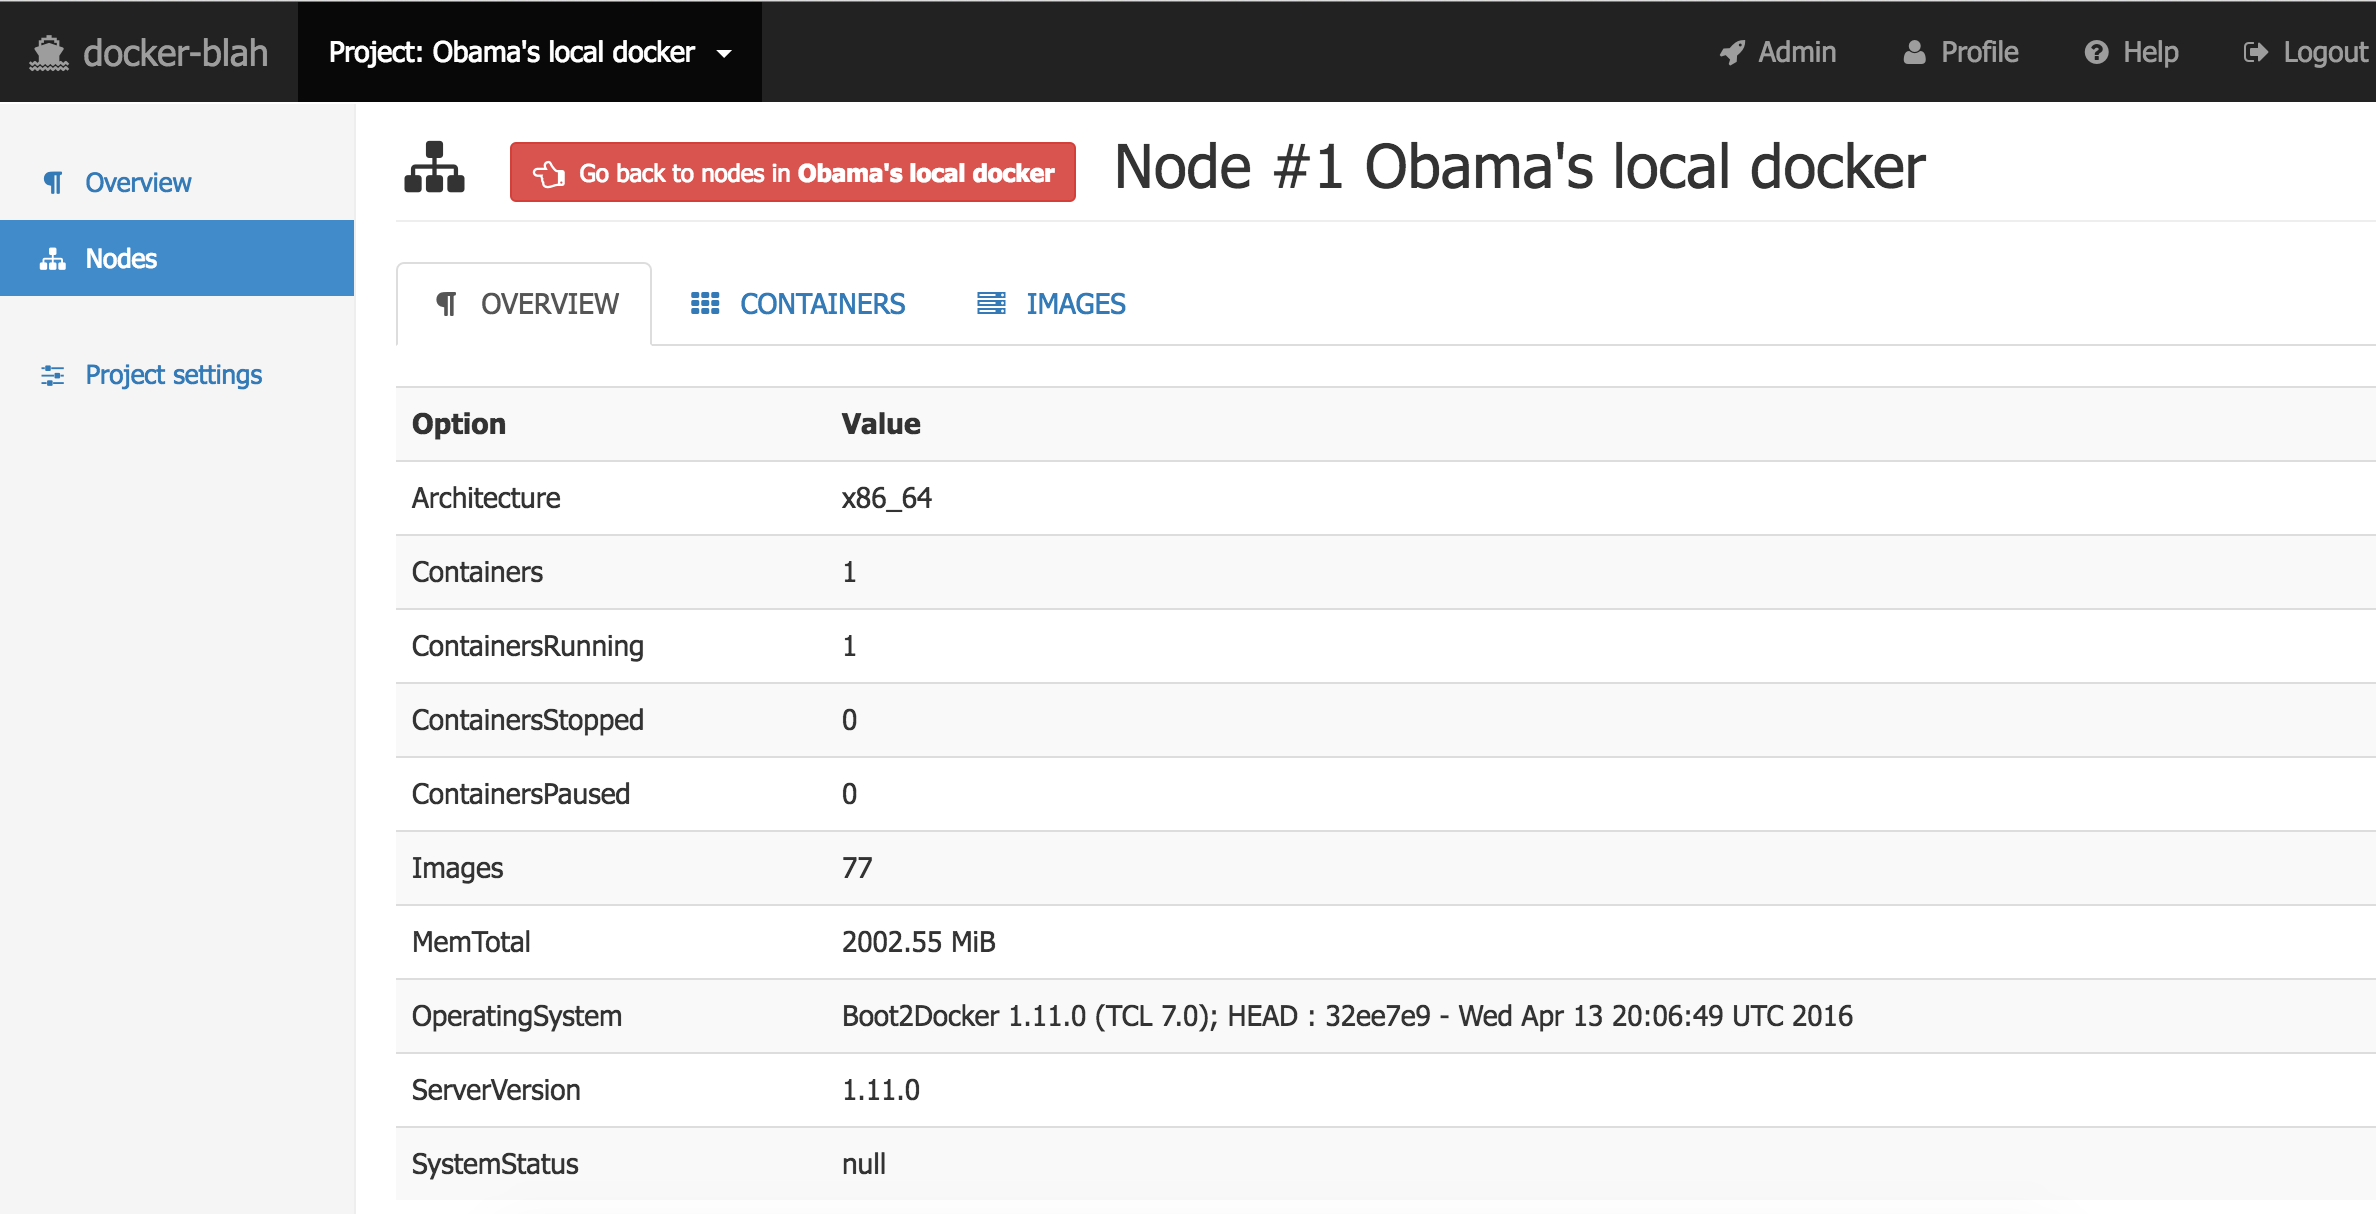 docker-blah Project: Obama's local docker Admin Profile Help Logout
Overview
Nodes
Project settings
Go back to nodes in Obama's local docker
Node #1 Obama's local docker
OVERVIEW CONTAINERS IMAGES
Option Value
Architecture x86_64
Containers 1
ContainersRunning 1
ContainersStopped 0
ContainersPaused 0
Images 77
MemTotal 2002.55 MiB
OperatingSystem Boot2Docker 1.11.0 (TCL 7.0); HEAD : 32ee7e9 - Wed Apr 13 20:06:49 UTC 2016
ServerVersion 1.11.0
SystemStatus null